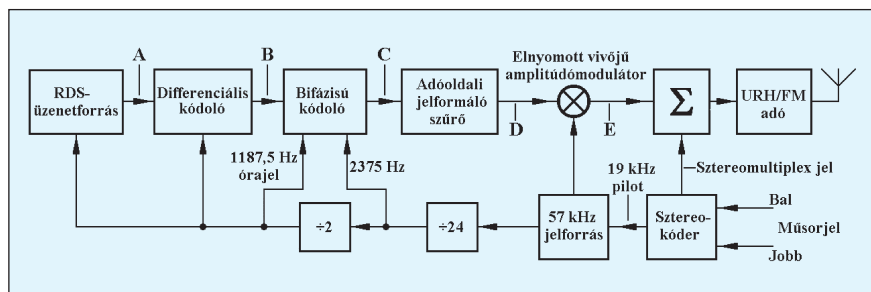 A
B
C
Elnyomott vivőjű
amplitúdómodulátor
RDS-
üzenetforrás
Differenciális
kódoló
Bifázisú
kódoló
Adóoldali
jelformáló
szűrő
D
E
Σ
URH/FM
adó
1187,5 Hz
órajel
2375 Hz
19 kHz
pilot
Sztereomultiplex jel
÷2
÷24
57 kHz
jelforrás
Sztereo-
kóder
Bal
Műsorjel
Jobb